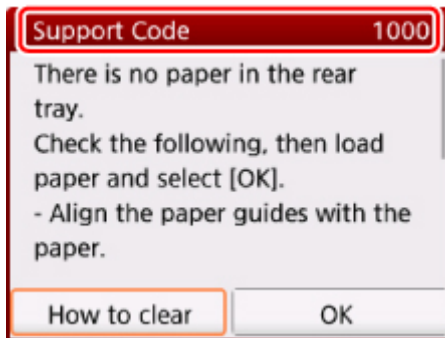 Support Code 1000
There is no paper in the rear
tray.
Check the following, then load
paper and select [OK].
- Align the paper guides with the
paper.
How to clear OK